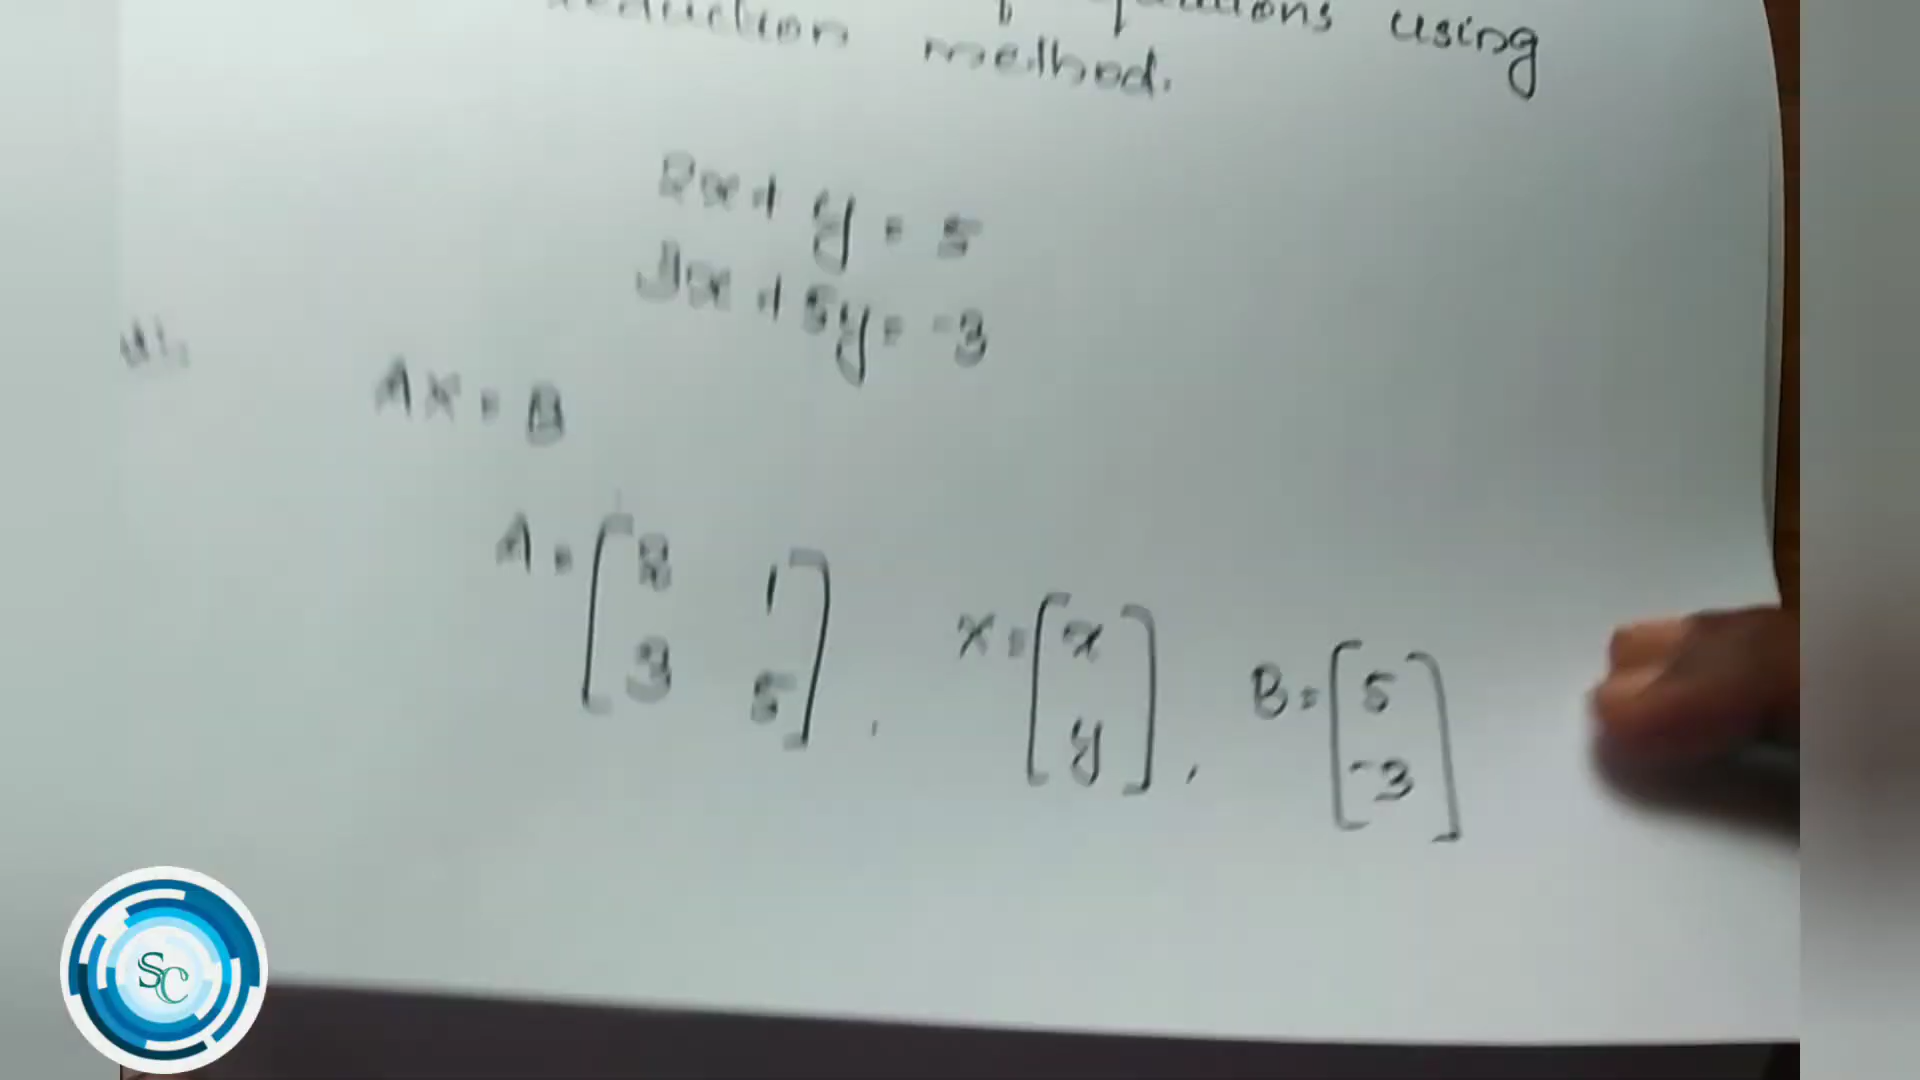 using
method.
2x + y = 5
3x + 5y = -3
AX = B
A = [2 1
3 5], X = [x
y], B = [5
-3]
SC